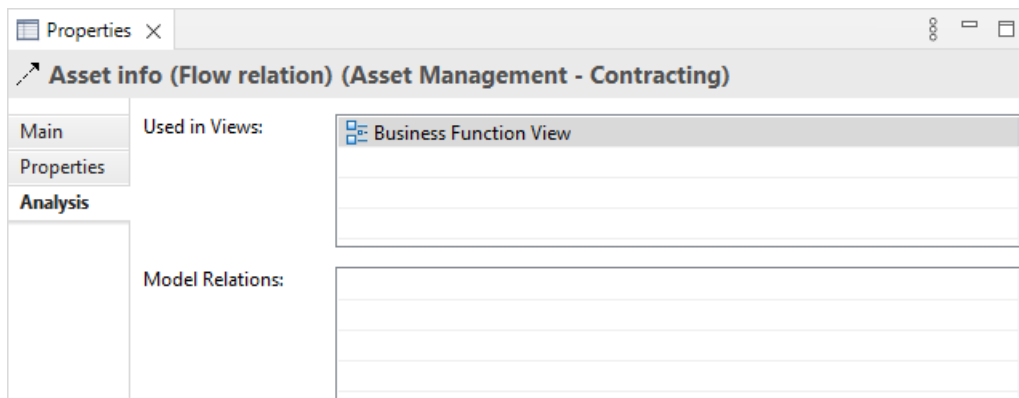 Properties
Asset info (Flow relation) (Asset Management - Contracting)
Main
Used in Views:
Business Function View
Properties
Analysis
Model Relations: